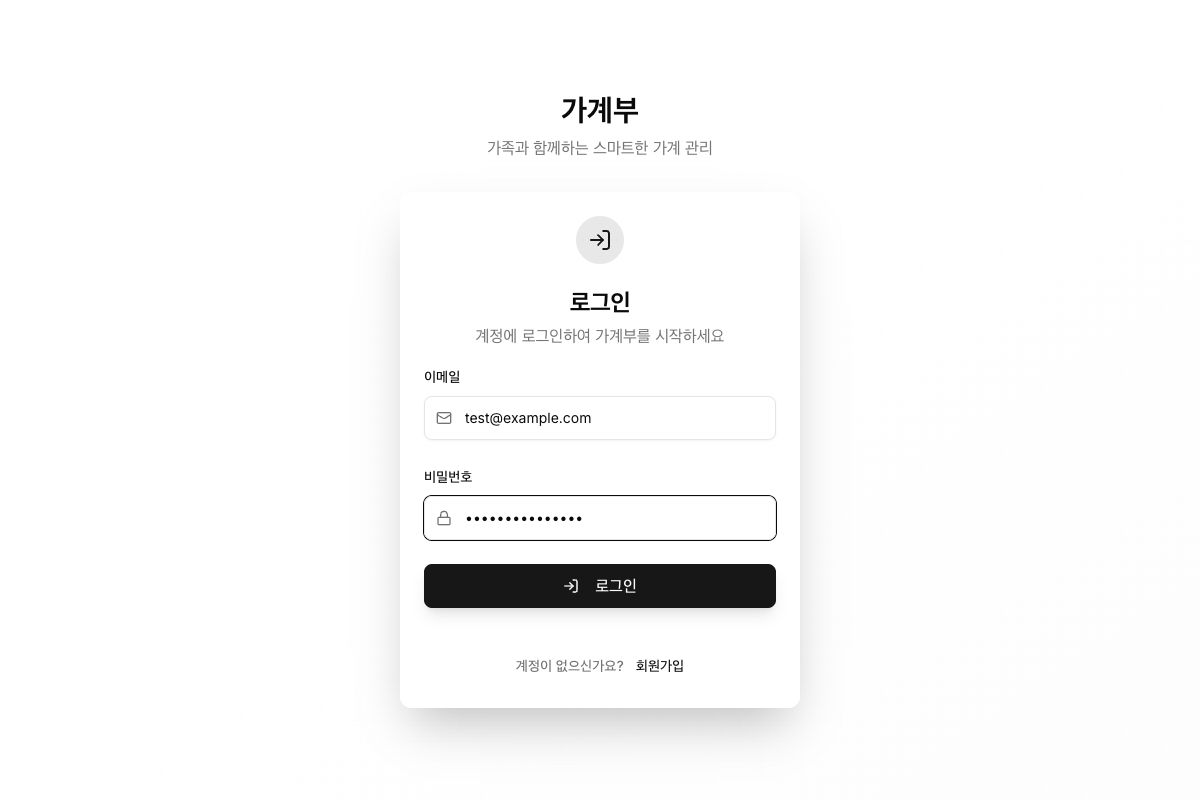 가계부
가족과 함께하는 스마트한 가계 관리
로그인
계정에 로그인하여 가계부를 시작하세요
이메일
test@example.com
비밀번호
•••••••••••••••
로그인
계정이 없으신가요? 회원가입